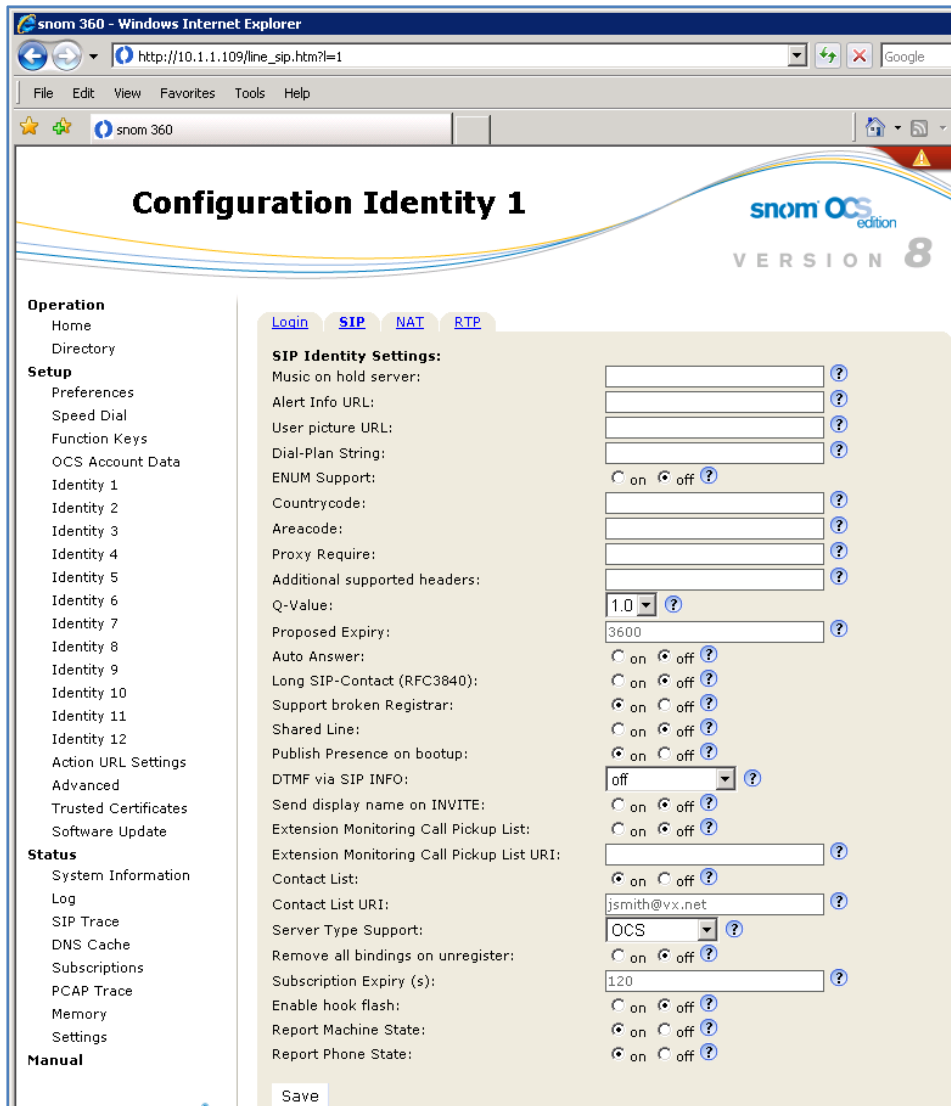 snom 360 - Windows Internet Explorer
http://10.1.1.109/line_sip.htm?l=1
Google
File Edit View Favorites Tools Help
snom 360
Configuration Identity 1
snom OCS edition
VERSION 8
Operation
Home
Directory
Setup
Preferences
Speed Dial
Function Keys
OCS Account Data
Identity 1
Identity 2
Identity 3
Identity 4
Identity 5
Identity 6
Identity 7
Identity 8
Identity 9
Identity 10
Identity 11
Identity 12
Action URL Settings
Advanced
Trusted Certificates
Software Update
Status
System Information
Log
SIP Trace
DNS Cache
Subscriptions
PCAP Trace
Memory
Settings
Manual
Login SIP NAT RTP
SIP Identity Settings:
Music on hold server: ?
Alert Info URL: ?
User picture URL: ?
Dial-Plan String: ?
ENUM Support: on off ?
Countrycode: ?
Areacode: ?
Proxy Require: ?
Additional supported headers: ?
Q-Value: 1.0 ?
Proposed Expiry: 3600 ?
Auto Answer: on off ?
Long SIP-Contact (RFC3840): on off ?
Support broken Registrar: on off ?
Shared Line: on off ?
Publish Presence on bootup: on off ?
DTMF via SIP INFO: off ?
Send display name on INVITE: on off ?
Extension Monitoring Call Pickup List: on off ?
Extension Monitoring Call Pickup List URI: ?
Contact List: on off ?
Contact List URI: jsmith@vx.net ?
Server Type Support: OCS ?
Remove all bindings on unregister: on off ?
Subscription Expiry (s): 120 ?
Enable hook flash: on off ?
Report Machine State: on off ?
Report Phone State: on off ?
Save